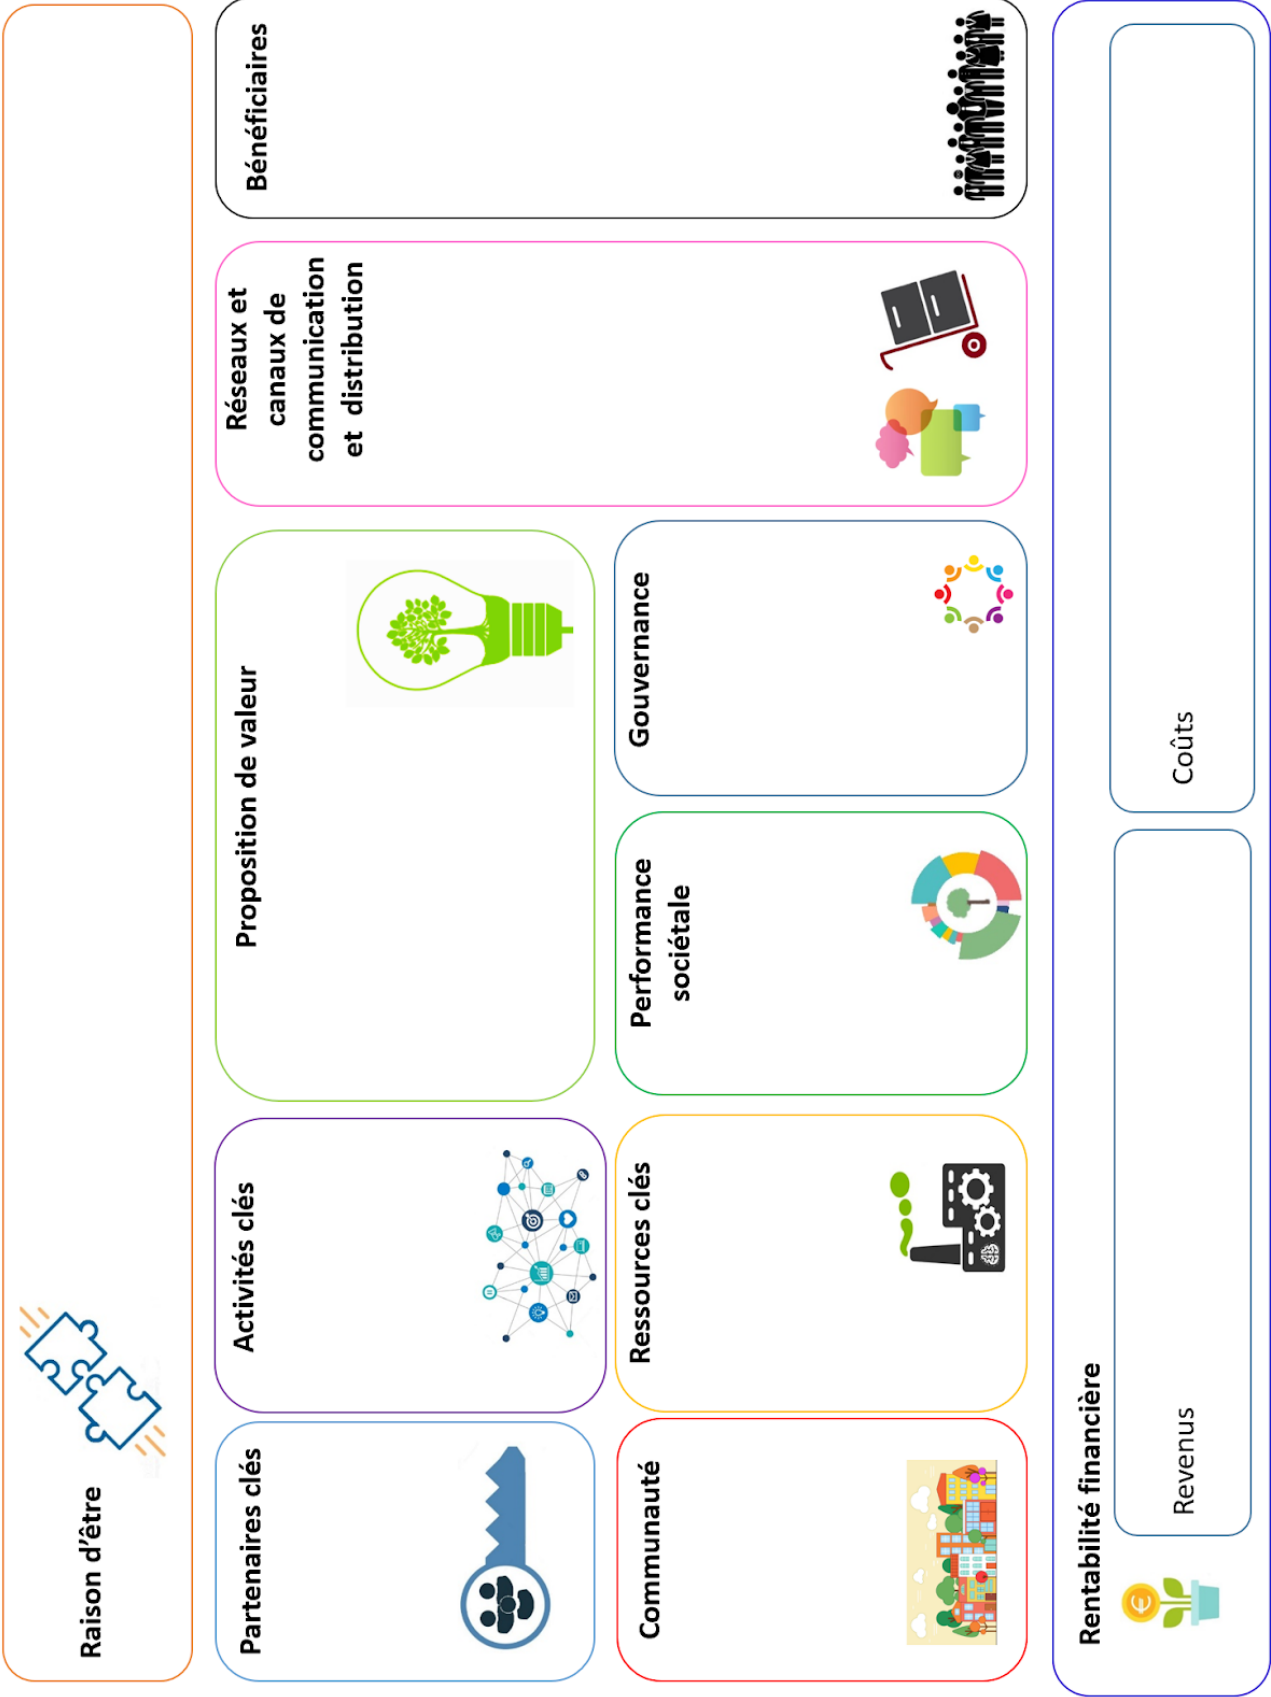 Raison d’être
Partenaires clés
Activités clés
Proposition de valeur
Réseaux et
canaux de
communication
et distribution
Bénéficiaires
Communauté
Ressources clés
Performance
sociétale
Gouvernance
Rentabilité financière
Revenus
Coûts